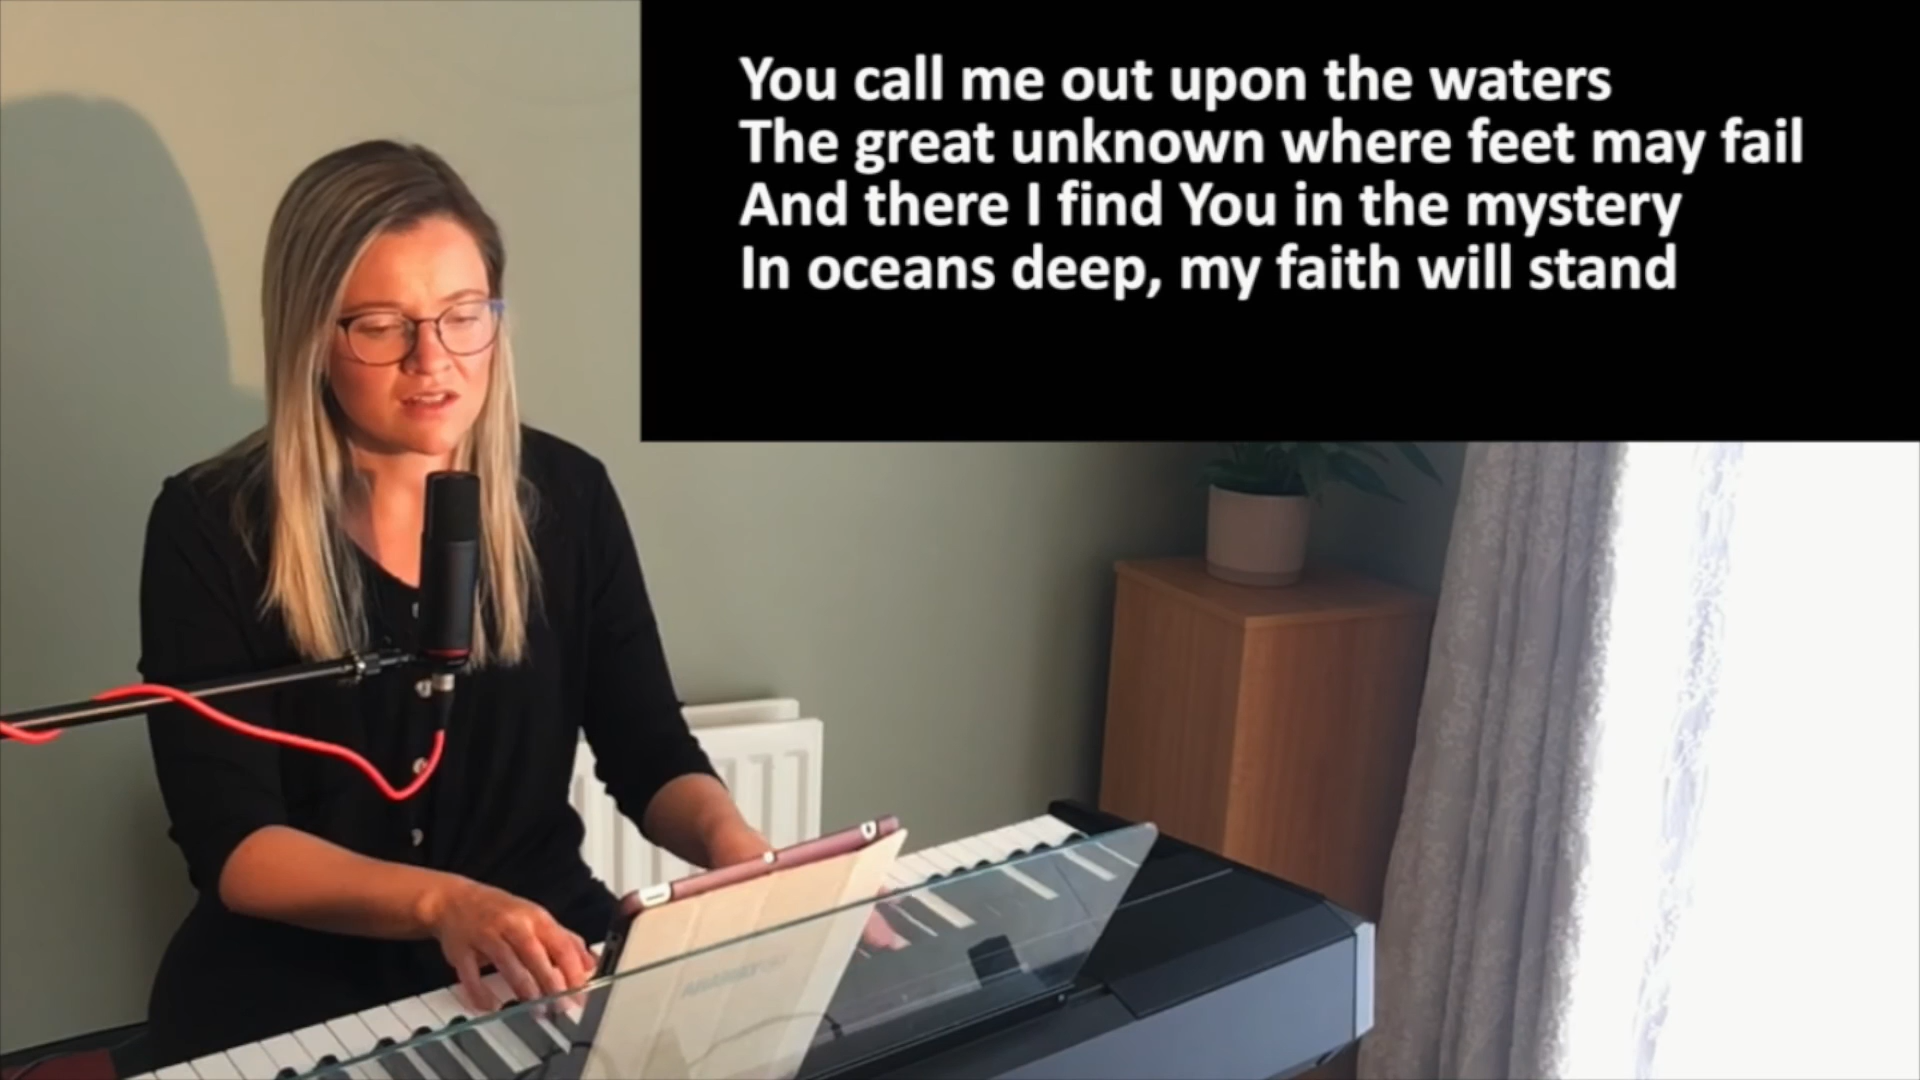 You call me out upon the waters
The great unknown where feet may fail
And there I find You in the mystery
In oceans deep, my faith will stand